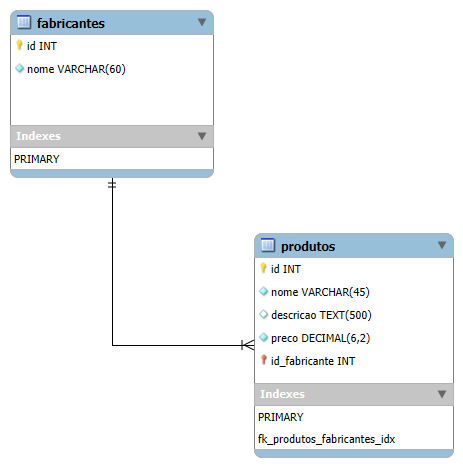 fabricantes
id INT
nome VARCHAR(60)
Indexes
PRIMARY
produtos
id INT
nome VARCHAR(45)
descricao TEXT(500)
preco DECIMAL(6,2)
id_fabricante INT
Indexes
PRIMARY
fk_produtos_fabricantes_idx